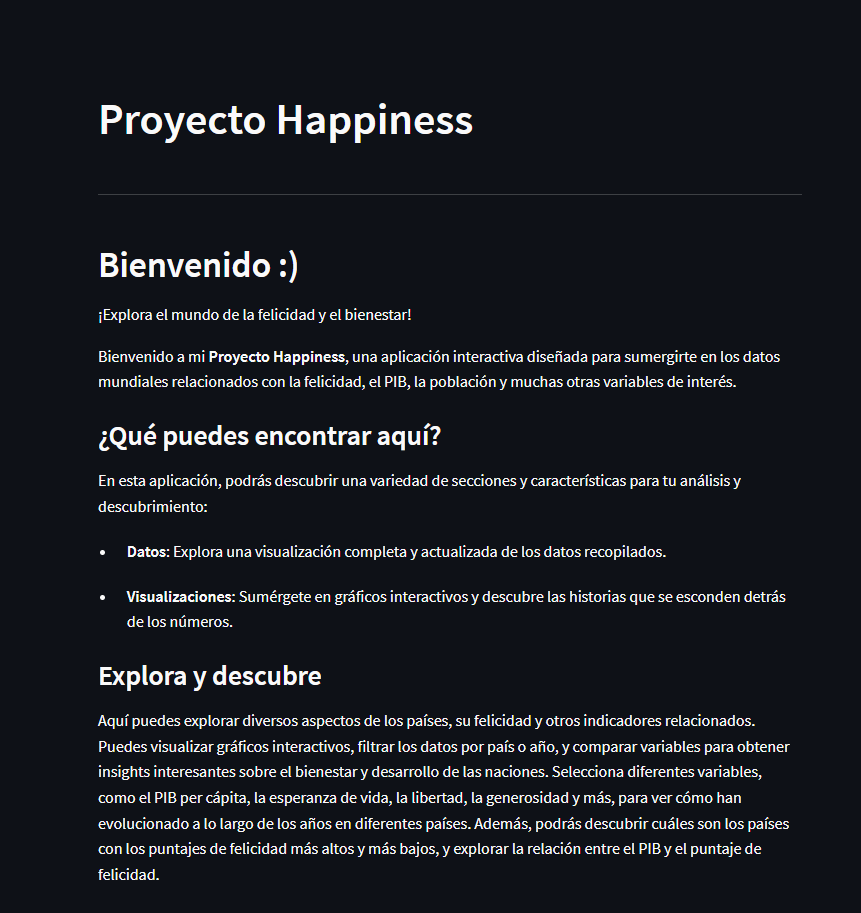 Proyecto Happiness
Bienvenido :)
¡Explora el mundo de la felicidad y el bienestar!
Bienvenido a mi Proyecto Happiness, una aplicación interactiva diseñada para sumergirte en los datos
mundiales relacionados con la felicidad, el PIB, la población y muchas otras variables de interés.
¿Qué puedes encontrar aquí?
En esta aplicación, podrás descubrir una variedad de secciones y características para tu análisis y
descubrimiento:
• Datos: Explora una visualización completa y actualizada de los datos recopilados.
• Visualizaciones: Sumérgete en gráficos interactivos y descubre las historias que se esconden detrás
de los números.
Explora y descubre
Aquí puedes explorar diversos aspectos de los países, su felicidad y otros indicadores relacionados.
Puedes visualizar gráficos interactivos, filtrar los datos por país o año, y comparar variables para obtener
insights interesantes sobre el bienestar y desarrollo de las naciones. Selecciona diferentes variables,
como el PIB per cápita, la esperanza de vida, la libertad, la generosidad y más, para ver cómo han
evolucionado a lo largo de los años en diferentes países. Además, podrás descubrir cuáles son los países
con los puntajes de felicidad más altos y más bajos, y explorar la relación entre el PIB y el puntaje de
felicidad.